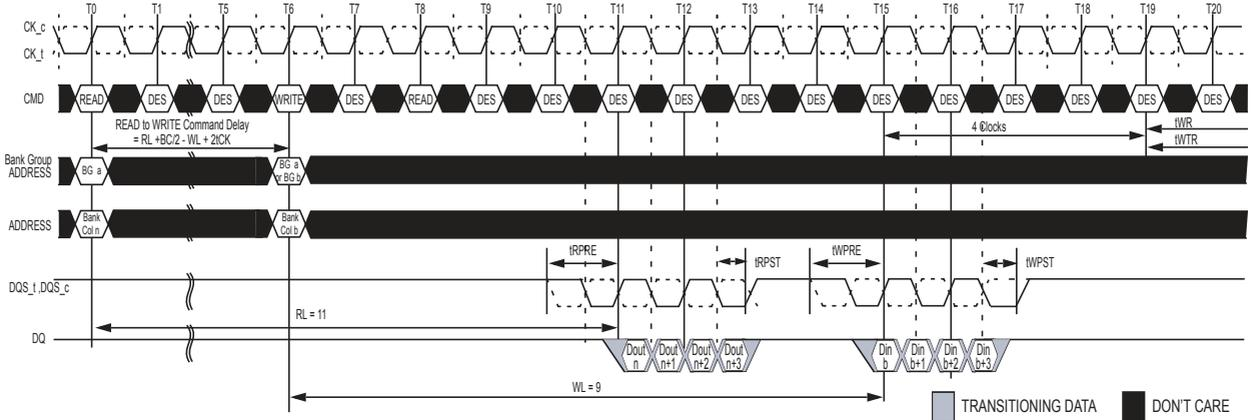 T0 T1 T5 T6 T7 T8 T9 T10 T11 T12 T13 T14 T15 T16 T17 T18 T19 T20
CK_c
CK_t
CMD READ DES DES WRITE DES READ DES DES DES DES DES DES DES DES DES DES DES DES
READ to WRITE Command Delay
= RL +BC/2 - WL + 2tCK
4 Clocks
tWR
tWTR
Bank Group
ADDRESS
BG a
BG a
or BG b
ADDRESS
Bank
Col n
Bank
Col b
tRPRE tRPST tWPRE tWPST
DQS_t ,DQS_c
RL = 11
DQ
Dout
n
Dout
n+1
Dout
n+2
Dout
n+3
Din
b
Din
b+1
Din
b+2
Din
b+3
WL = 9
TRANSITIONING DATA DON'T CARE